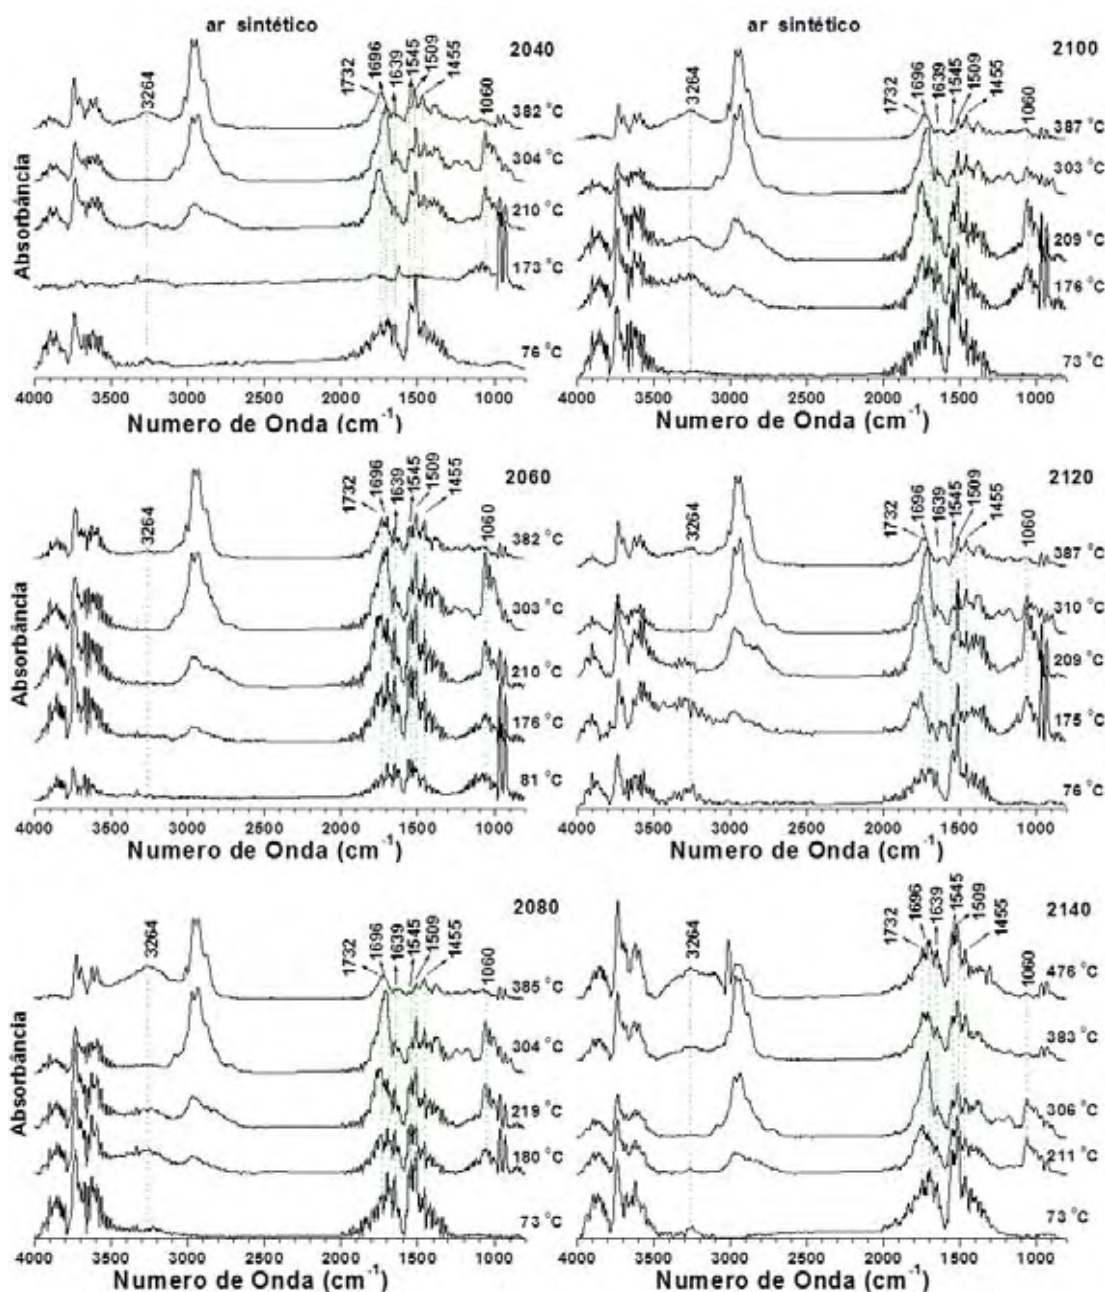 ar sintético
2040
3264
1732
1696
1639
1545
1509
1455
1060
382 °C
304 °C
210 °C
173 °C
76 °C
Absorbância
4000 3500 3000 2500 2000 1500 1000
Numero de Onda (cm-1)
ar sintético
2100
3264
1732
1696
1639
1545
1509
1455
1060
387 °C
303 °C
209 °C
176 °C
73 °C
4000 3500 3000 2500 2000 1500 1000
Numero de Onda (cm-1)
2060
3264
1732
1696
1639
1545
1509
1455
1060
382 °C
303 °C
210 °C
176 °C
81 °C
Absorbância
4000 3500 3000 2500 2000 1500 1000
Numero de Onda (cm-1)
2120
3264
1732
1696
1639
1545
1509
1455
1060
387 °C
310 °C
209 °C
175 °C
76 °C
4000 3500 3000 2500 2000 1500 1000
Numero de Onda (cm-1)
2080
3264
1732
1696
1639
1545
1509
1455
1060
385 °C
304 °C
219 °C
180 °C
73 °C
Absorbância
4000 3500 3000 2500 2000 1500 1000
Numero de Onda (cm-1)
2140
3264
1732
1696
1639
1545
1509
1455
1060
476 °C
383 °C
306 °C
211 °C
73 °C
4000 3500 3000 2500 2000 1500 1000
Numero de Onda (cm-1)